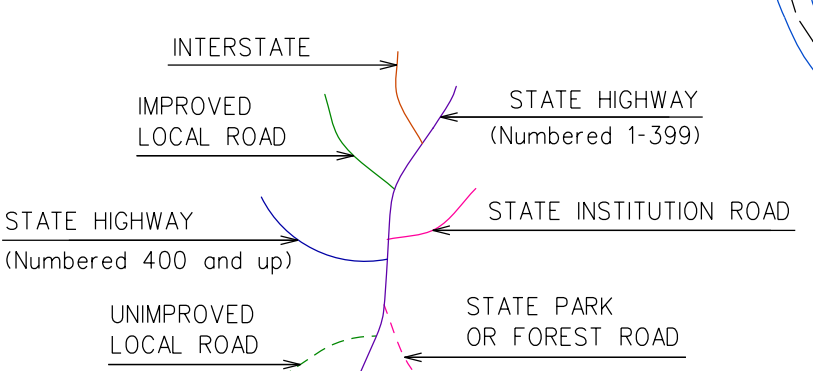 INTERSTATE
IMPROVED
LOCAL ROAD
STATE HIGHWAY
(Numbered 1-399)
STATE HIGHWAY
(Numbered 400 and up)
STATE INSTITUTION ROAD
UNIMPROVED
LOCAL ROAD
STATE PARK
OR FOREST ROAD